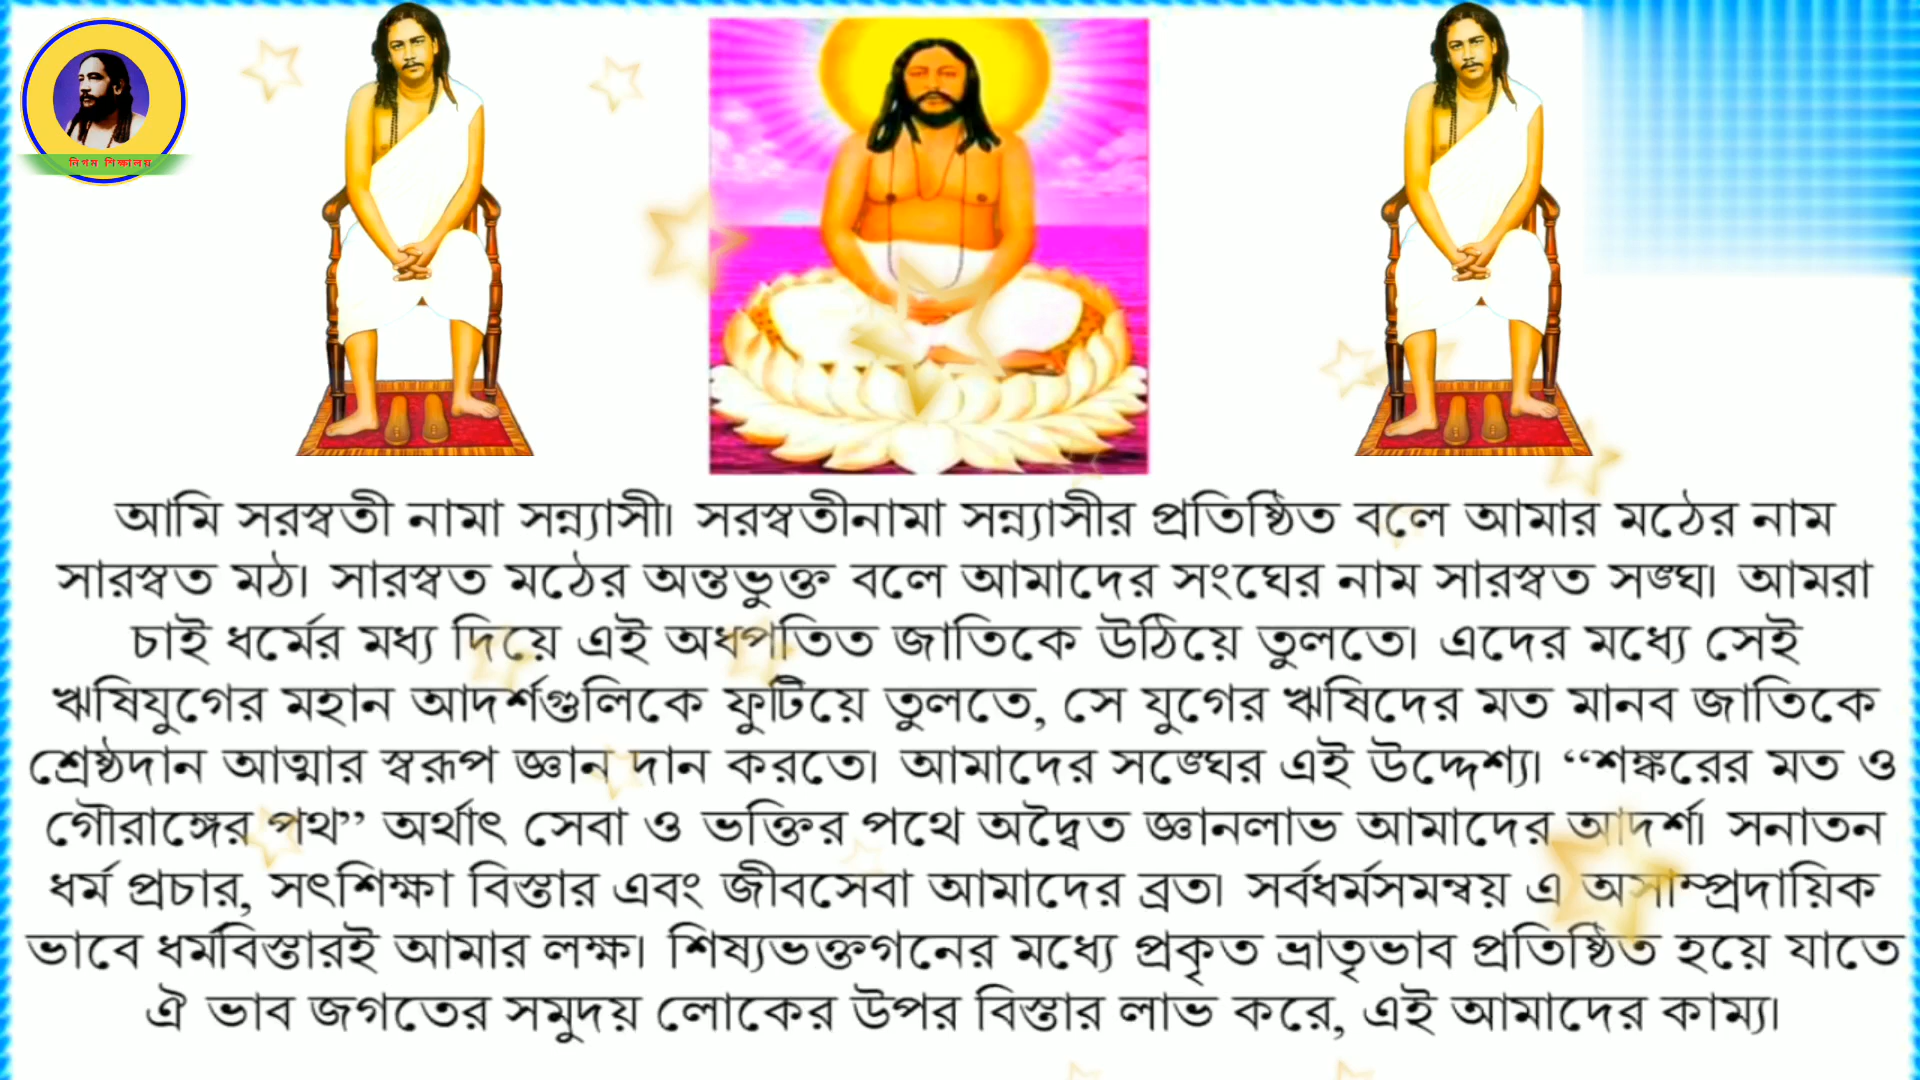 নিগম শিক্ষালয়
আমি সরস্বতী নামা সন্ন্যাসী। সরস্বতীনামা সন্ন্যাসীর প্রতিষ্ঠিত বলে আমার মঠের নাম
সারস্বত মঠ। সারস্বত মঠের অন্তভুক্ত বলে আমাদের সংঘের নাম সারস্বত সঙ্ঘ। আমরা
চাই ধর্মের মধ্য দিয়ে এই অধপতিত জাতিকে উঠিয়ে তুলতে। এদের মধ্যে সেই
ঋষিযুগের মহান আদর্শগুলিকে ফুটিয়ে তুলতে, সে যুগের ঋষিদের মত মানব জাতিকে
শ্রেষ্ঠদান আত্মার স্বরূপ জ্ঞান দান করতে। আমাদের সঙ্ঘের এই উদ্দেশ্য। “শঙ্করের মত ও
গৌরাঙ্গের পথ” অর্থাৎ সেবা ও ভক্তির পথে অদ্বৈত জ্ঞানলাভ আমাদের আদর্শ। সনাতন
ধর্ম প্রচার, সৎশিক্ষা বিস্তার এবং জীবসেবা আমাদের ব্রত। সর্বধর্মসমন্বয় এ অসাম্প্রদায়িক
ভাবে ধর্মবিস্তারই আমার লক্ষ। শিষ্যভক্তগনের মধ্যে প্রকৃত ভ্রাতৃভাব প্রতিষ্ঠিত হয়ে যাতে
ঐ ভাব জগতের সমুদয় লোকের উপর বিস্তার লাভ করে, এই আমাদের কাম্য।